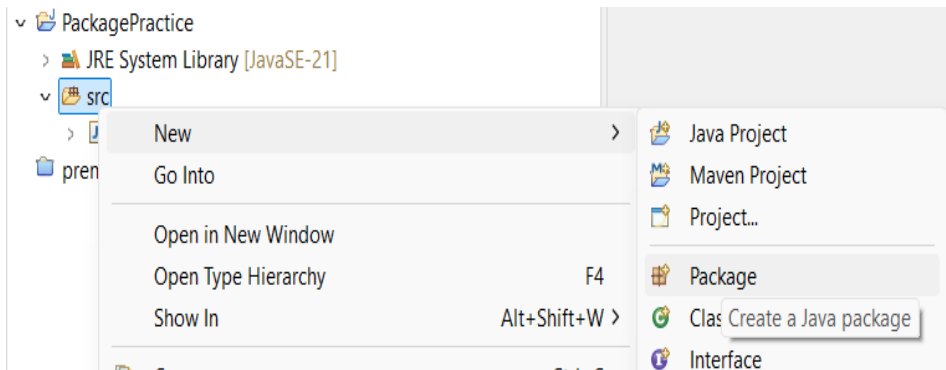 PackagePractice
JRE System Library [JavaSE-21]
src
New
Go Into
Open in New Window
Open Type Hierarchy F4
Show In Alt+Shift+W >
Java Project
Maven Project
Project...
Package
Create a Java package
Interface